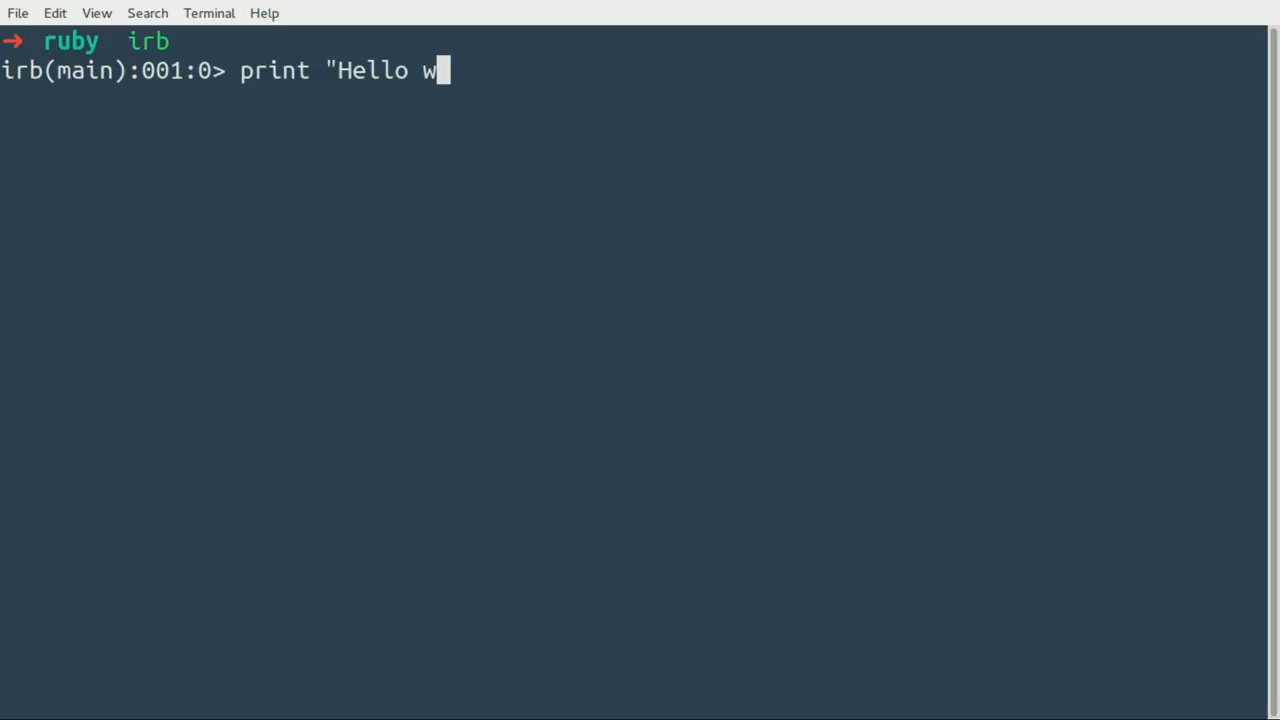 File Edit View Search Terminal Help
➜ ruby irb
irb(main):001:0> print "Hello w